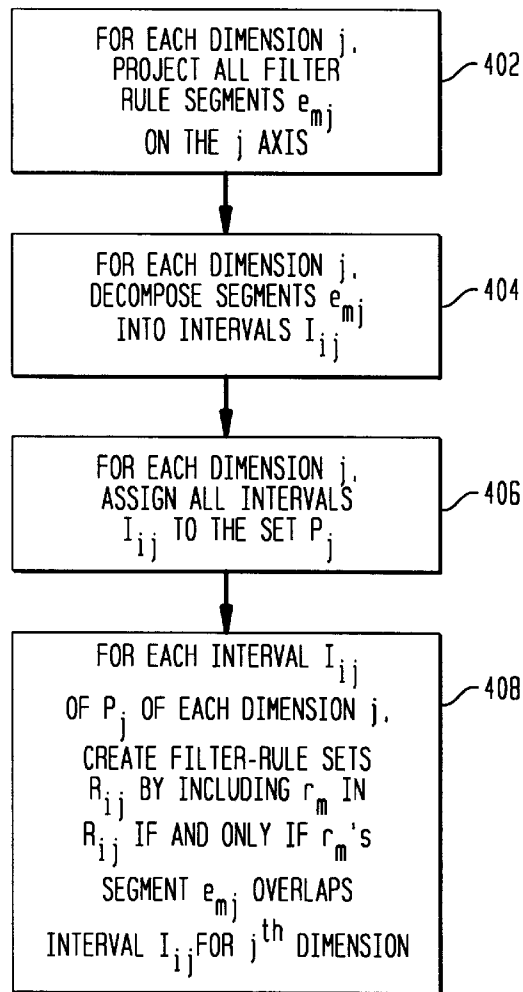 FOR EACH DIMENSION j,
PROJECT ALL FILTER
RULE SEGMENTS e_mj
ON THE j AXIS
402
FOR EACH DIMENSION j,
DECOMPOSE SEGMENTS e_mj
INTO INTERVALS I_ij
404
FOR EACH DIMENSION j,
ASSIGN ALL INTERVALS
I_ij TO THE SET P_j
406
FOR EACH INTERVAL I_ij
OF P_j OF EACH DIMENSION j,
CREATE FILTER-RULE SETS
R_ij BY INCLUDING r_m IN
R_ij IF AND ONLY IF r_m'S
SEGMENT e_mj OVERLAPS
INTERVAL I_ij FOR j^th DIMENSION
408